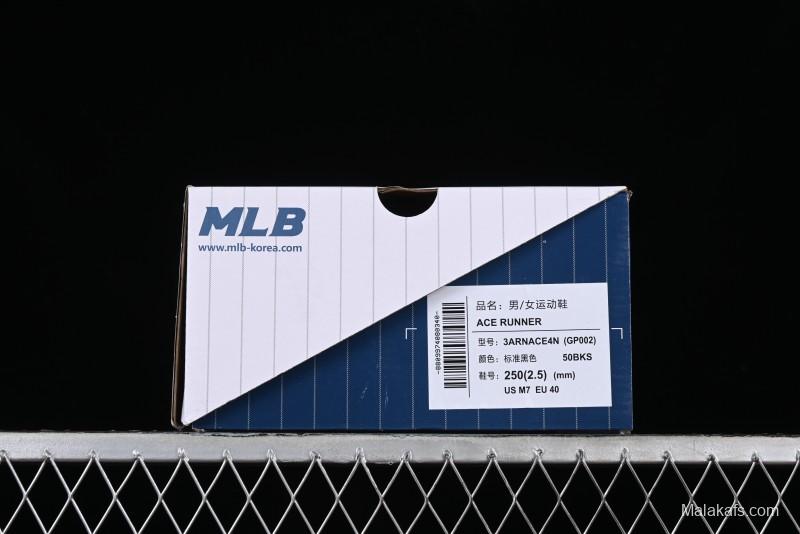 MLB
www.mlb-korea.com
品名：男/女运动鞋
ACE RUNNER
型号：3ARNACE4N (GP002)
颜色：标准黑色 50BKS
鞋号：250(2.5) (mm)
US M7 EU 40
Malakafs.com